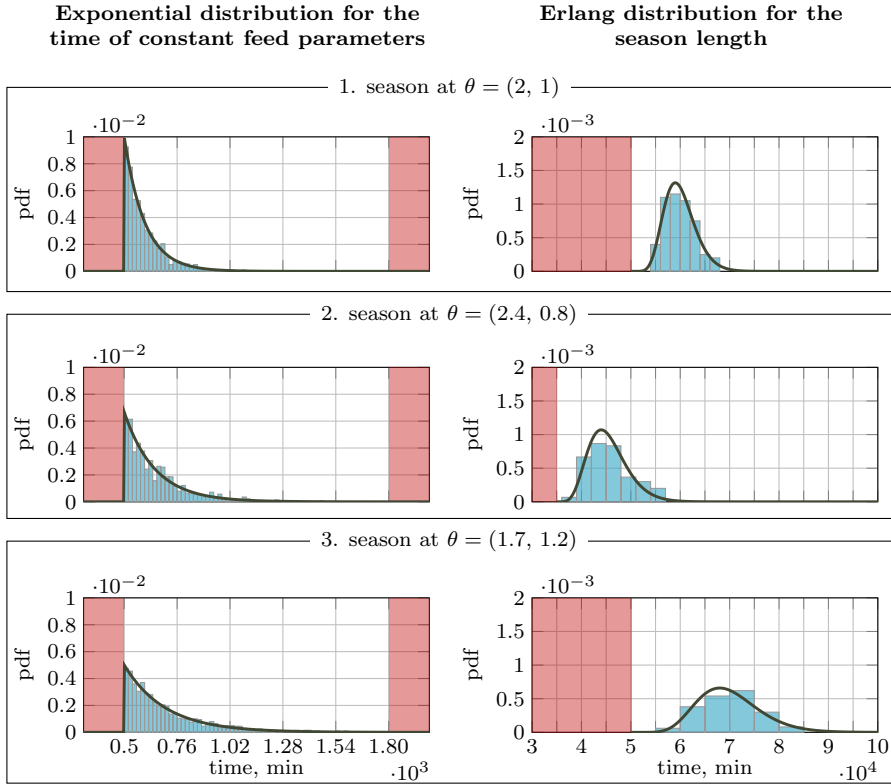 Exponential distribution for the
time of constant feed parameters
Erlang distribution for the
season length
1. season at θ = (2, 1)
·10⁻²
1
0.8
0.6
0.4
0.2
0
pdf
·10⁻³
2
1.5
1
0.5
0
pdf
2. season at θ = (2.4, 0.8)
·10⁻²
1
0.8
0.6
0.4
0.2
0
pdf
·10⁻³
2
1.5
1
0.5
0
pdf
3. season at θ = (1.7, 1.2)
·10⁻²
1
0.8
0.6
0.4
0.2
0
pdf
0.5 0.76 1.02 1.28 1.54 1.80
time, min
·10³
·10⁻³
2
1.5
1
0.5
0
pdf
3 4 5 6 7 8 9 10
time, min
·10⁴